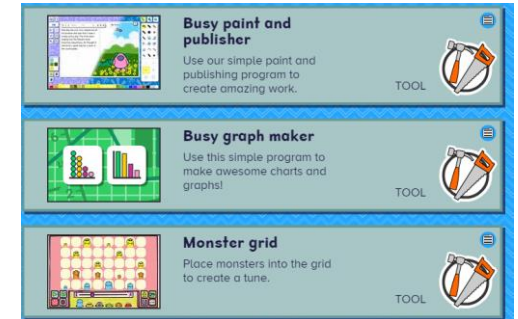 Busy paint and
publisher
Use our simple paint and
publishing program to
create amazing work.
TOOL
Busy graph maker
Use this simple program to
make awesome charts and
graphs!
TOOL
Monster grid
Place monsters into the grid
to create a tune.
TOOL